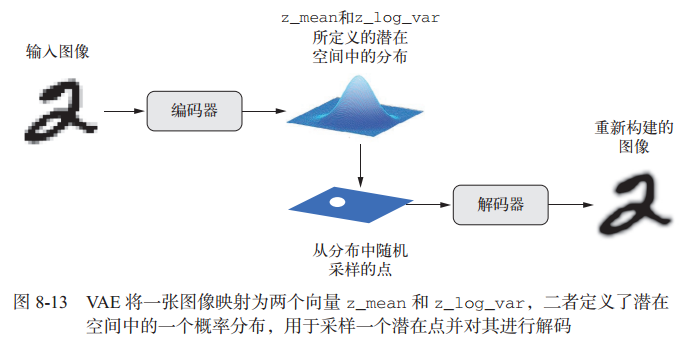 输入图像
z_mean和z_log_var
所定义的潜在
空间中的分布
编码器
从分布中随机
采样的点
解码器
重新构建的
图像
图 8-13 VAE 将一张图像映射为两个向量 z_mean 和 z_log_var，二者定义了潜在
空间中的一个概率分布，用于采样一个潜在点并对其进行解码